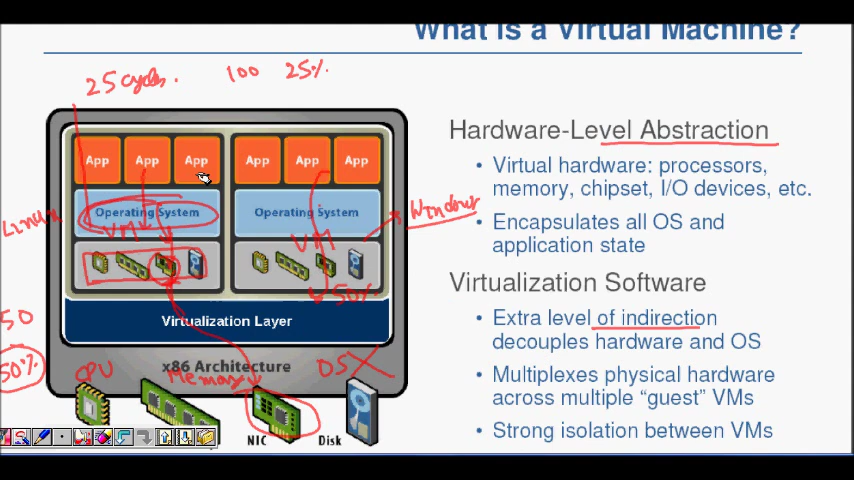 What is a Virtual Machine?
25 cycles. 100 25%
App App App App App App
Operating System Operating System
Linux VM VM Windows
50%
Virtualization Layer
50
50%
x86 Architecture
CPU Memory OS
NIC Disk
Hardware-Level Abstraction
• Virtual hardware: processors,
memory, chipset, I/O devices, etc.
• Encapsulates all OS and
application state
Virtualization Software
• Extra level of indirection
decouples hardware and OS
• Multiplexes physical hardware
across multiple “guest” VMs
• Strong isolation between VMs